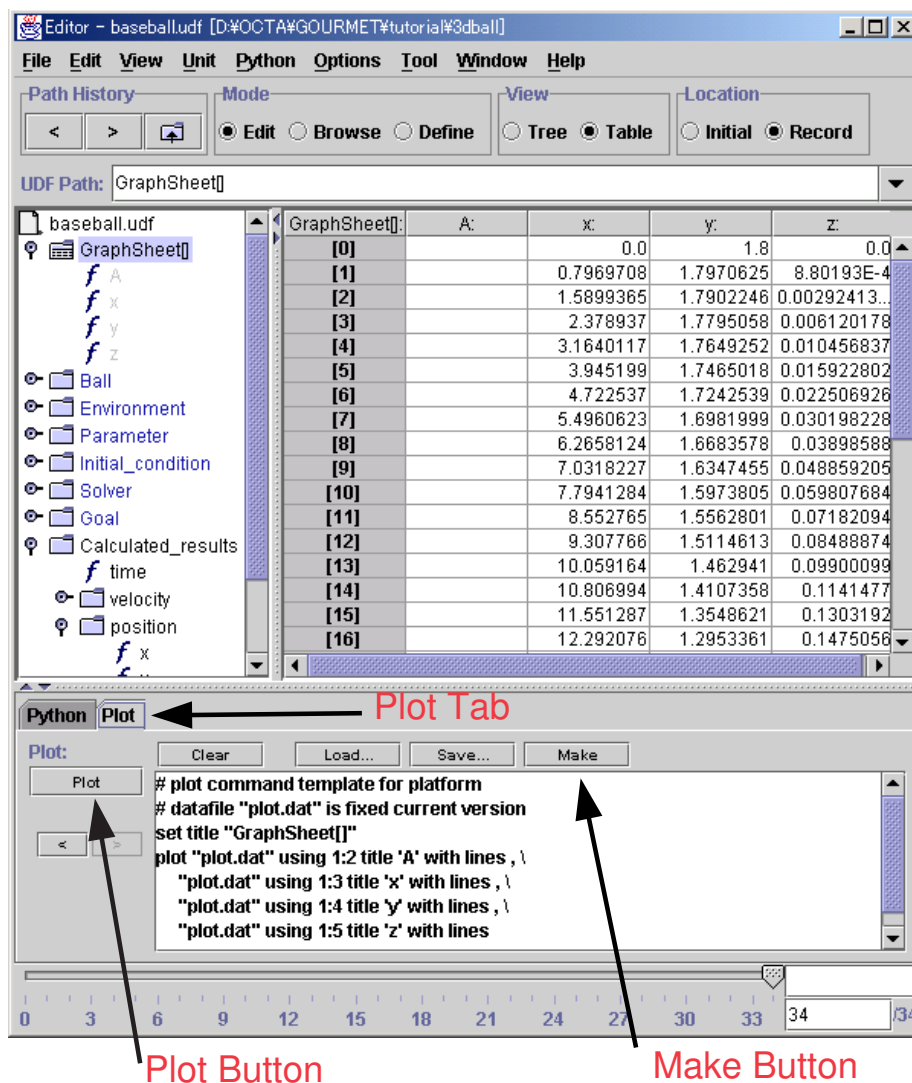 Editor - baseball.udf [D:¥OCTA¥GOURMET¥tutorial¥3dball]
File Edit View Unit Python Options Tool Window Help
Path History Mode View Location
< > Edit Browse Define Tree Table Initial Record
UDF Path: GraphSheet[]
baseball.udf
GraphSheet[]
f A
f x
f y
f z
Ball
Environment
Parameter
Initial_condition
Solver
Goal
Calculated_results
f time
velocity
position
f x
GraphSheet[]: A: x: y: z:
[0] 0.0 1.8 0.0
[1] 0.7969708 1.7970625 8.80193E-4
[2] 1.5899365 1.7902246 0.00292413...
[3] 2.378937 1.7795058 0.006120178
[4] 3.1640117 1.7649252 0.010456837
[5] 3.945199 1.7465018 0.015922802
[6] 4.722537 1.7242539 0.022506926
[7] 5.4960623 1.6981999 0.030198228
[8] 6.2658124 1.6683578 0.03898588
[9] 7.0318227 1.6347455 0.048859205
[10] 7.7941284 1.5973805 0.059807684
[11] 8.552765 1.5562801 0.07182094
[12] 9.307766 1.5114613 0.08488874
[13] 10.059164 1.462941 0.09900099
[14] 10.806994 1.4107358 0.1141477
[15] 11.551287 1.3548621 0.1303192
[16] 12.292076 1.2953361 0.1475056
Python Plot Plot Tab
Plot: Clear Load... Save... Make
Plot
< >
# plot command template for platform
# datafile "plot.dat" is fixed current version
set title "GraphSheet[]"
plot "plot.dat" using 1:2 title 'A' with lines , \
"plot.dat" using 1:3 title 'x' with lines , \
"plot.dat" using 1:4 title 'y' with lines , \
"plot.dat" using 1:5 title 'z' with lines
0 3 6 9 12 15 18 21 24 27 30 33 34 /34
Plot Button Make Button